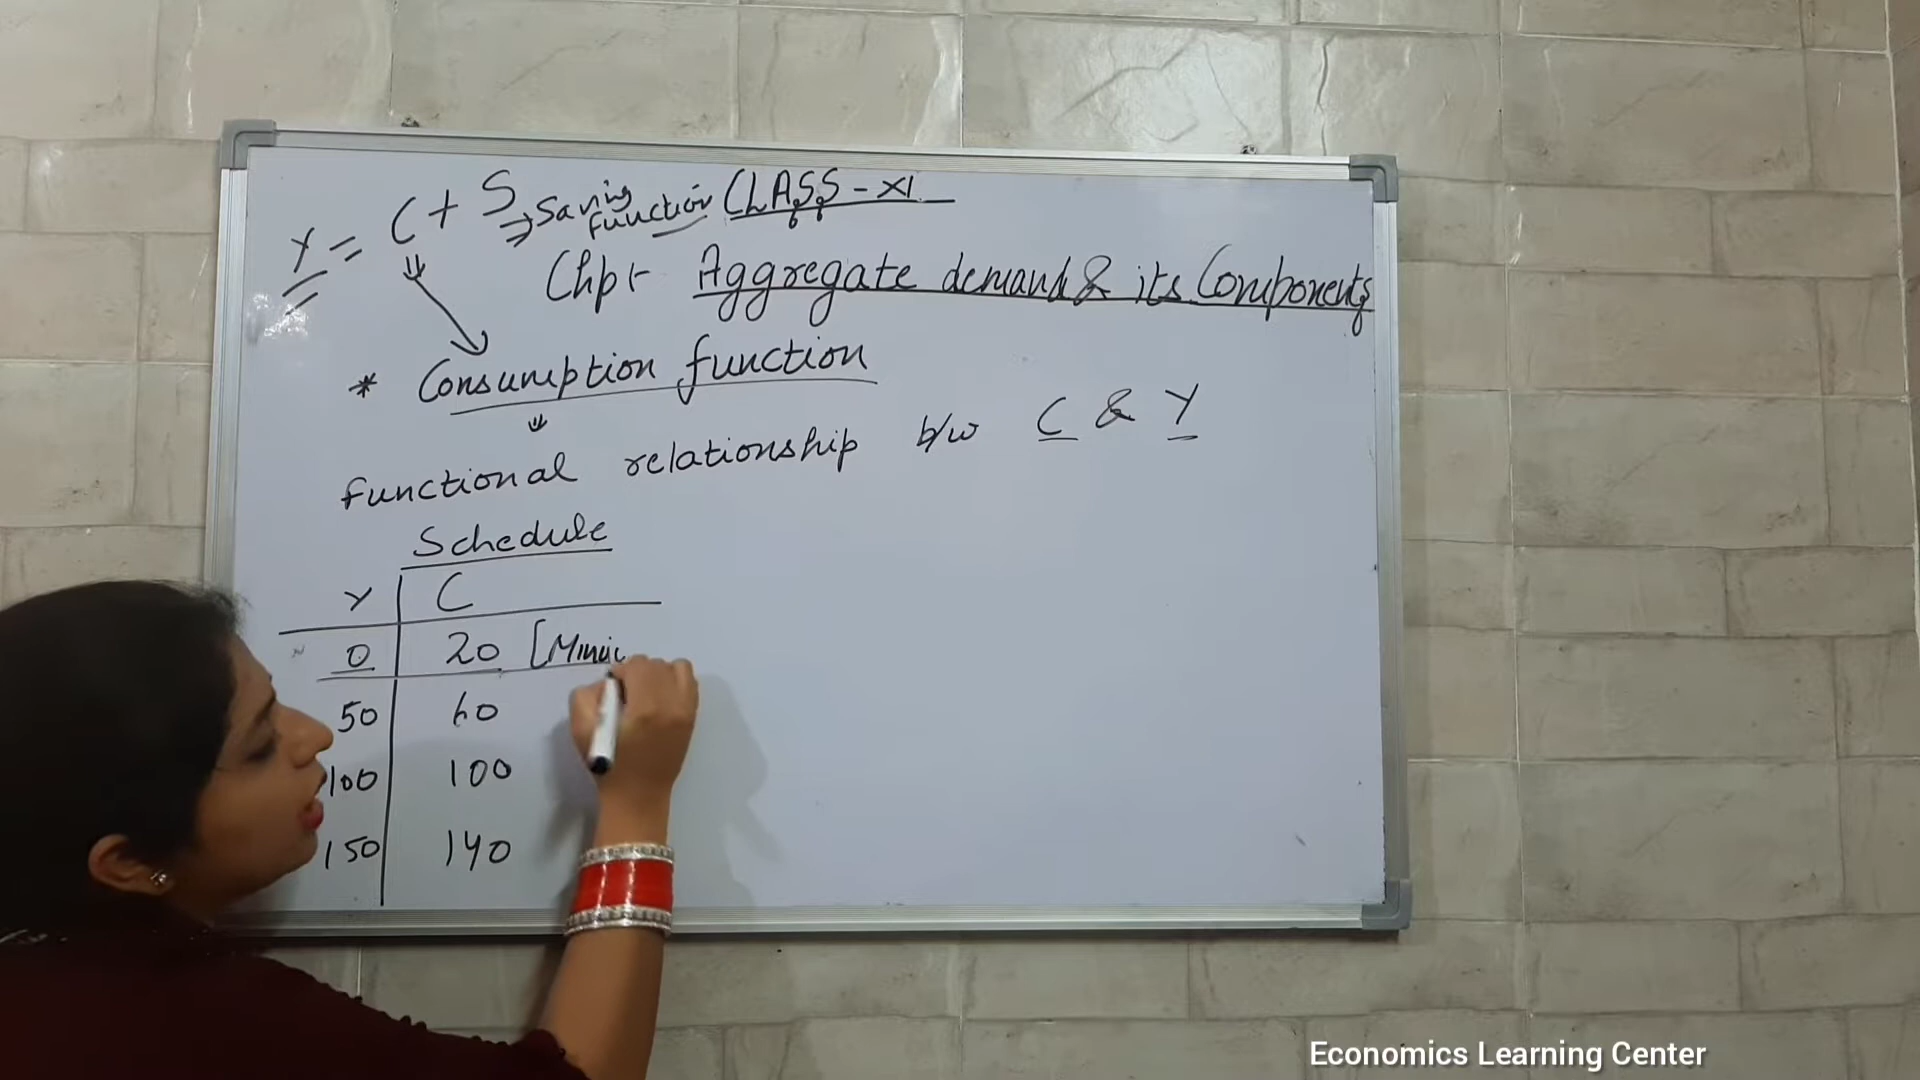 Y = C + S → Saving function CLASS - XI
Chp:- Aggregate demand & its Components
* Consumption function
functional relationship b/w C & Y
Schedule
Y C
0 20 [Minic
50 60
100 100
150 140
Economics Learning Center